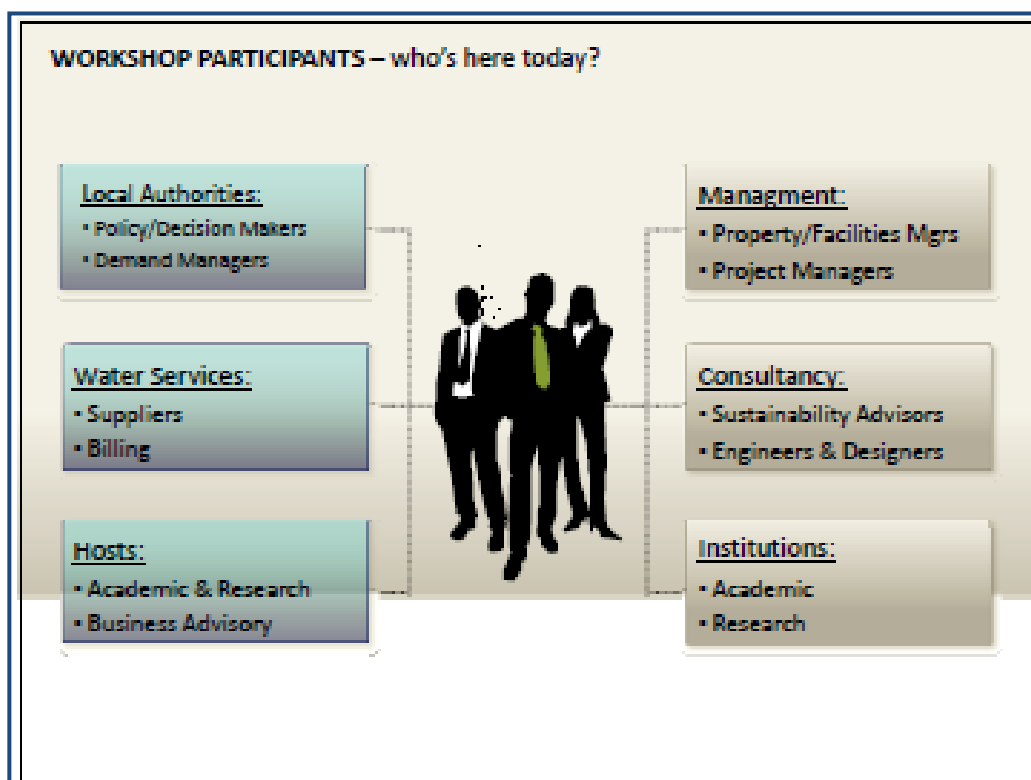 WORKSHOP PARTICIPANTS – who's here today?
Local Authorities:
▪ Policy/Decision Makers
▪ Demand Managers
Water Services:
▪ Suppliers
▪ Billing
Hosts:
▪ Academic & Research
▪ Business Advisory
Managment:
▪ Property/Facilities Mgrs
▪ Project Managers
Consultancy:
▪ Sustainability Advisors
▪ Engineers & Designers
Institutions:
▪ Academic
▪ Research